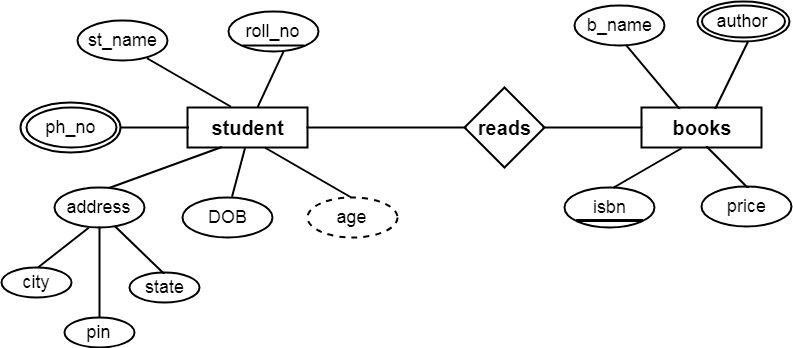 st_name
roll_no
b_name
author
ph_no
student
reads
books
address
DOB
age
isbn
price
city
state
pin